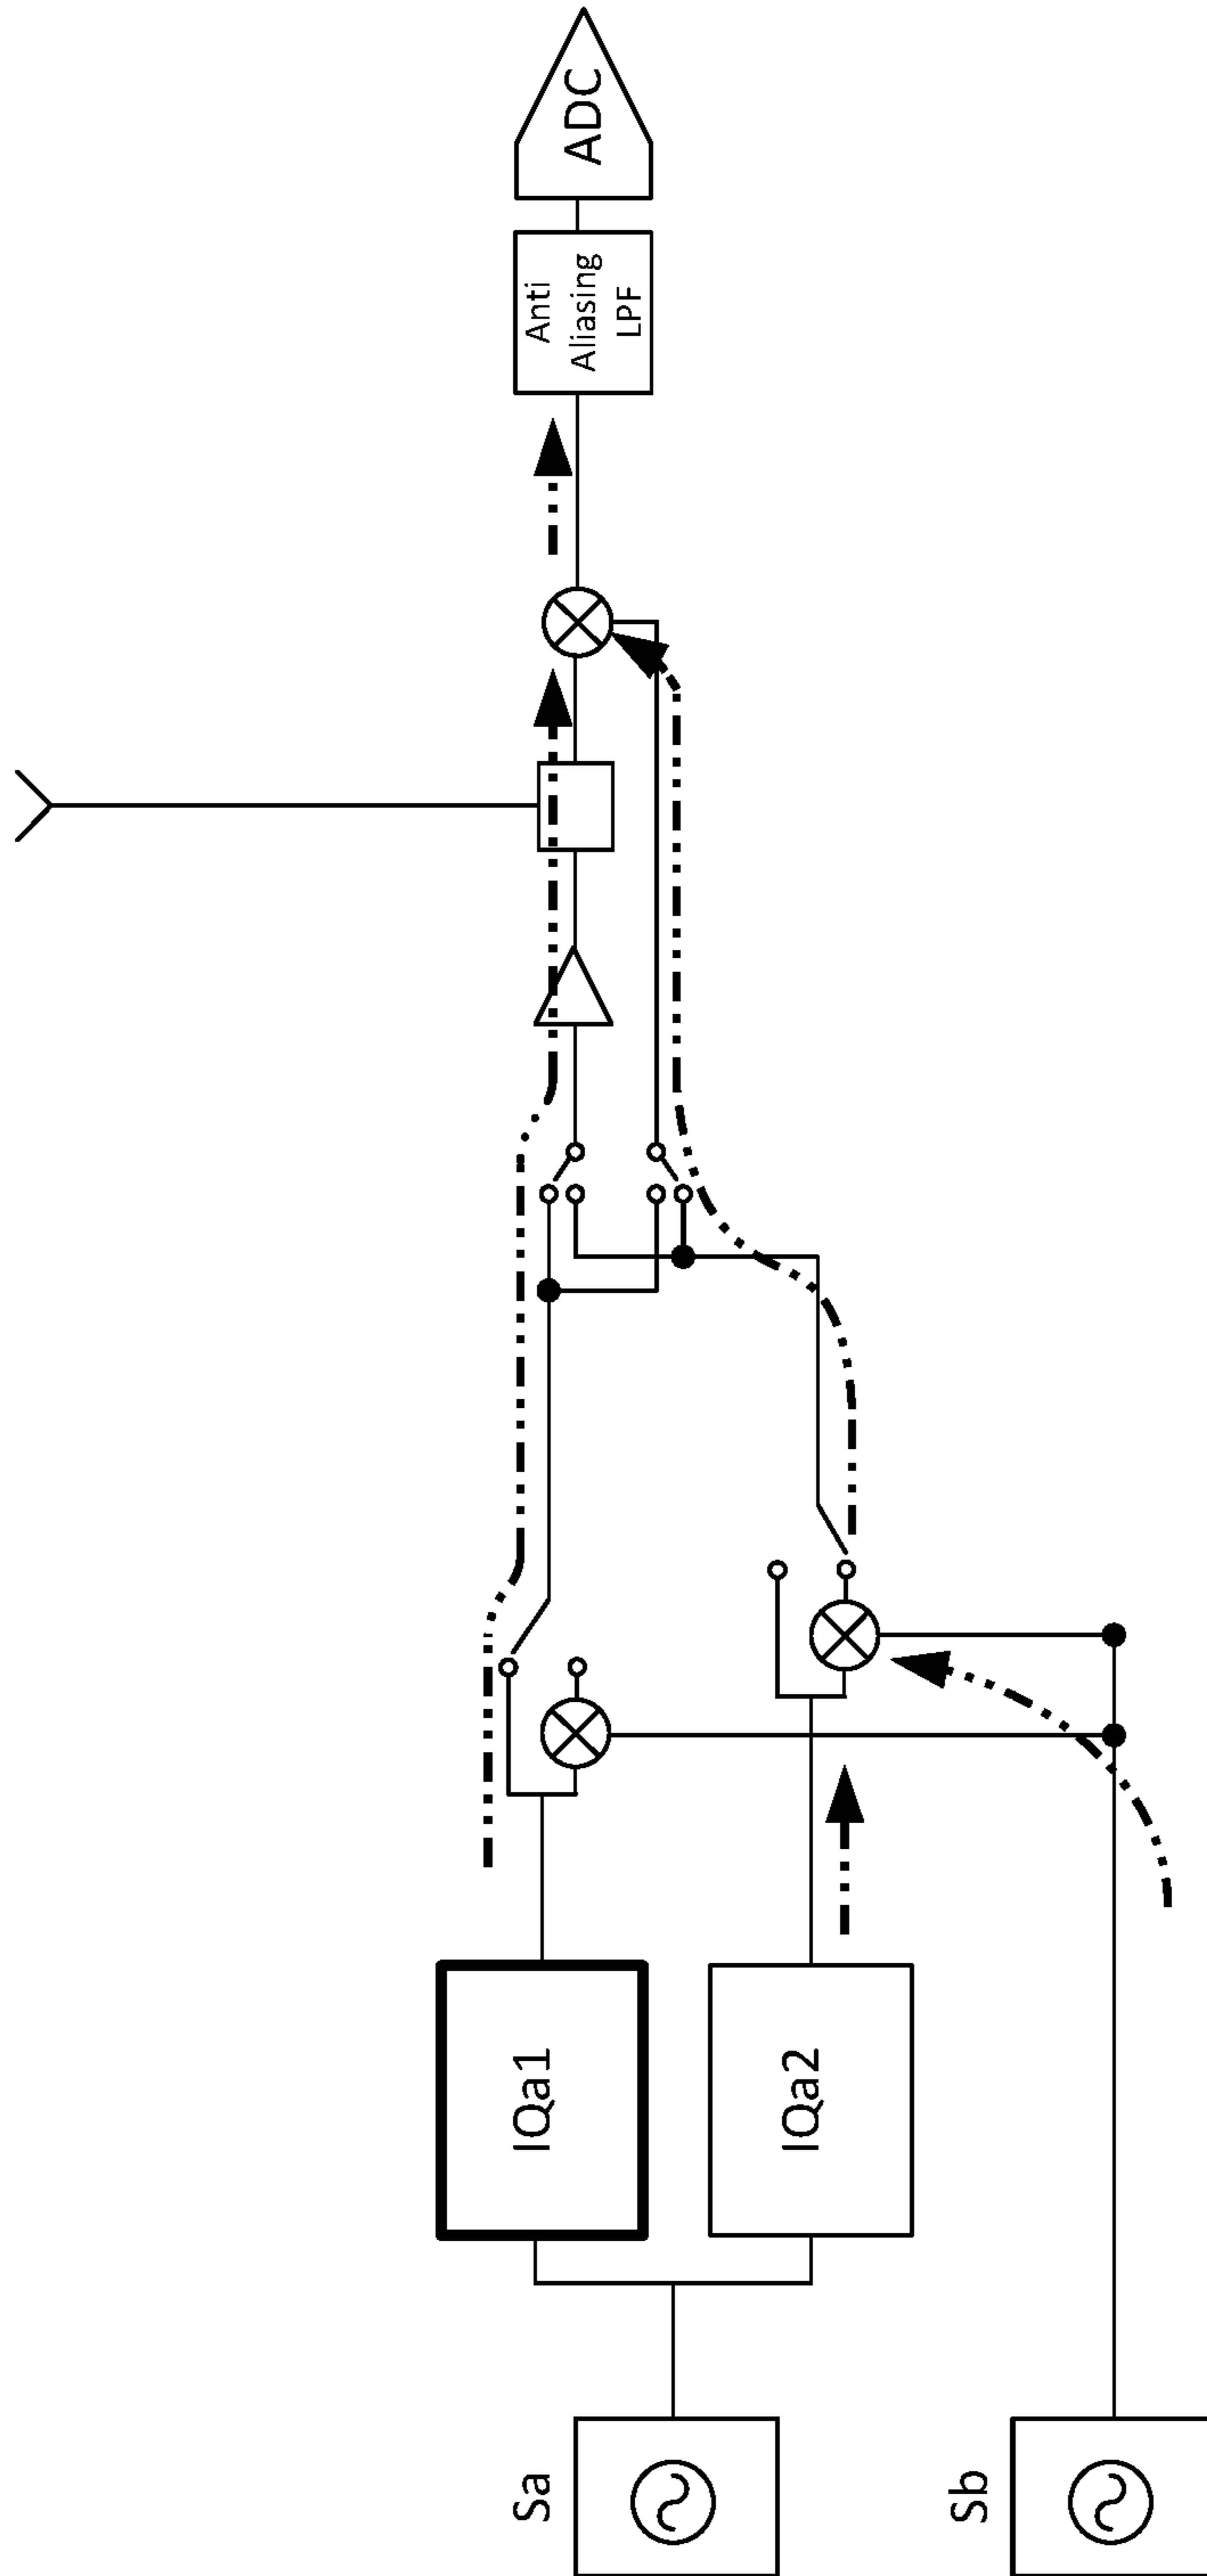 Sa
Sb
IQa1
IQa2
Anti
Aliasing
LPF
ADC